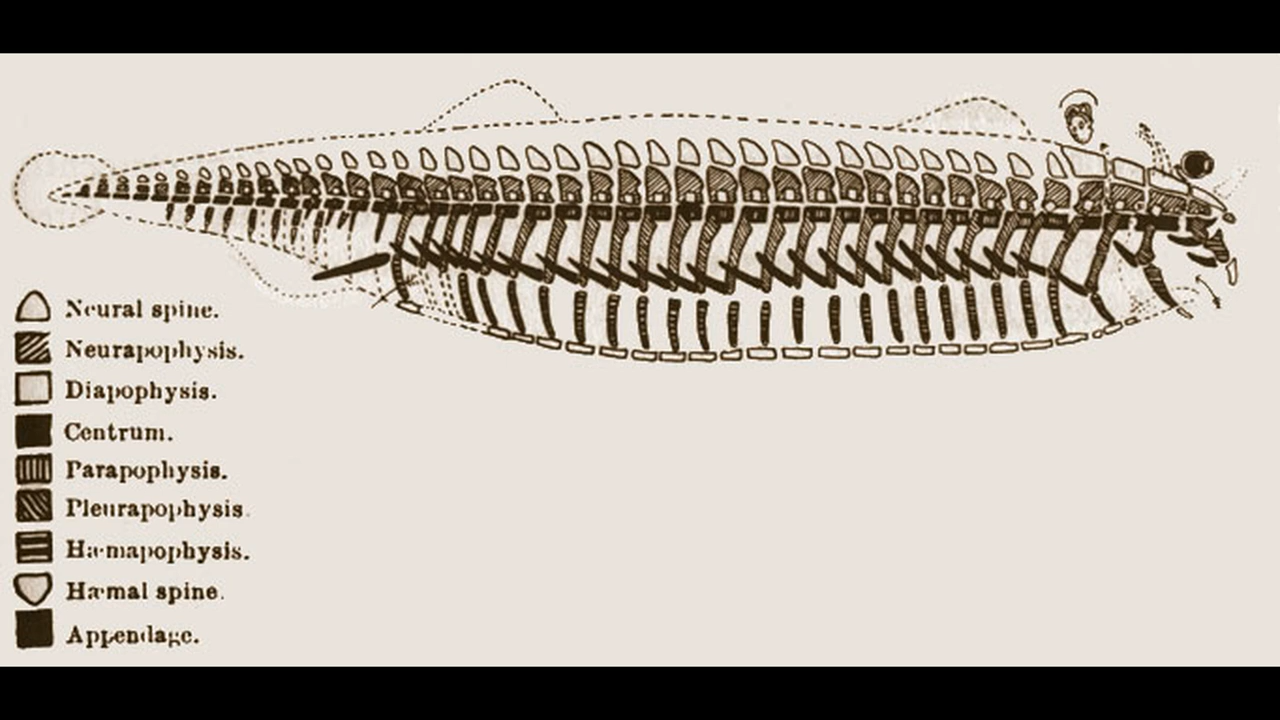 Neural spine.
Neurapophysis.
Diapophysis.
Centrum.
Parapophysis.
Pleurapophysis.
Hæmapophysis.
Hæmal spine.
Appendage.